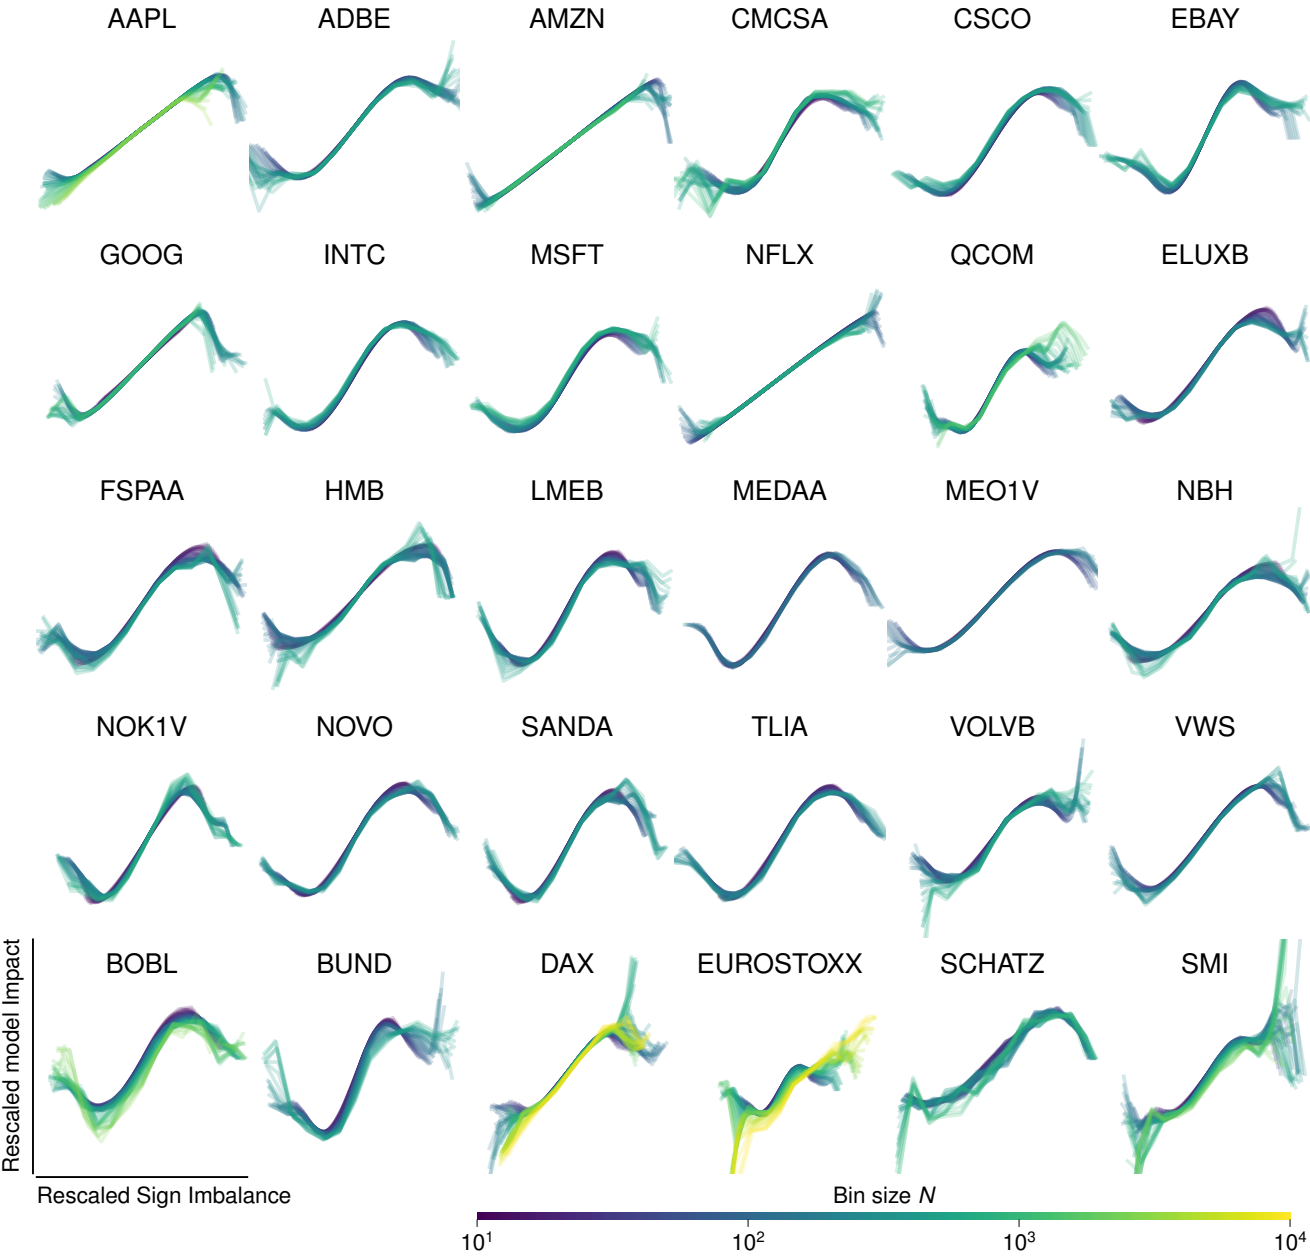 AAPL ADBE AMZN CMCSA CSCO EBAY
GOOG INTC MSFT NFLX QCOM ELUXB
FSPAA HMB LMEB MEDAA MEO1V NBH
NOK1V NOVO SANDA TLIA VOLVB VWS
BOBL BUND DAX EUROSTOXX SCHATZ SMI
Rescaled model Impact
Rescaled Sign Imbalance
Bin size N
10¹ 10² 10³ 10⁴